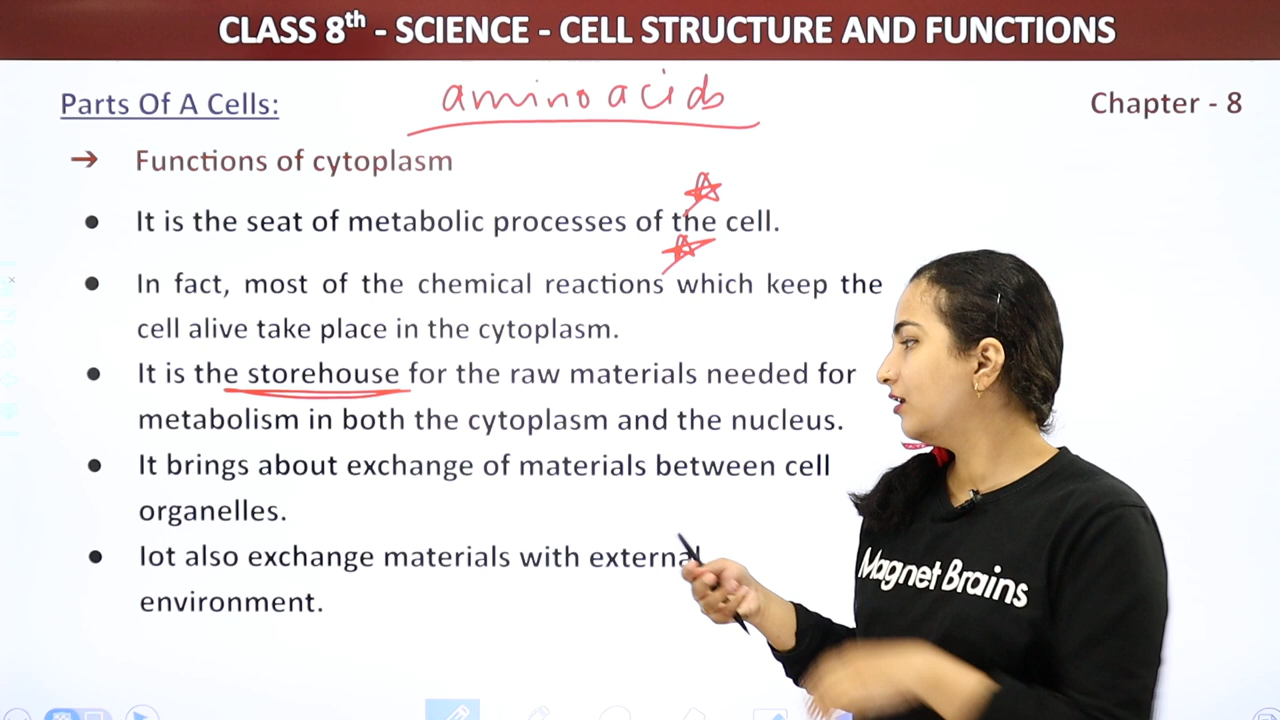 CLASS 8th - SCIENCE - CELL STRUCTURE AND FUNCTIONS
Parts Of A Cells:
amino acids
Chapter - 8
➔ Functions of cytoplasm
● It is the seat of metabolic processes of the cell.
● In fact, most of the chemical reactions which keep the
cell alive take place in the cytoplasm.
● It is the storehouse for the raw materials needed for
metabolism in both the cytoplasm and the nucleus.
● It brings about exchange of materials between cell
organelles.
● Iot also exchange materials with external
environment.
Magnet Brains